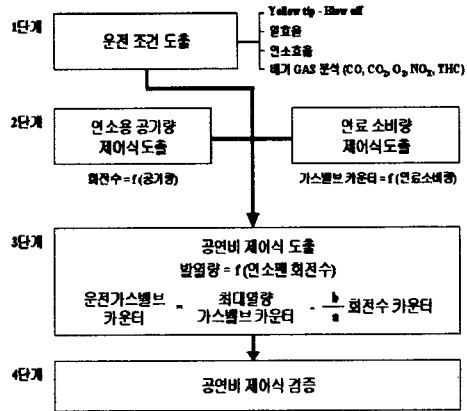 1단계
운전 조건 도출
Yellow tip - Blow off
열효율
연소효율
배기 GAS 분석 (CO, CO₂, O₂, NOx, THC)
2단계
연소용 공기량
제어식 도출
연료 소비량
제어식 도출
회전수 = f (공기량)
가스밸브 카운터 = f (연료소비량)
3단계
공연비 제어식 도출
발열량 = f (연소팬 회전수)
운전가스밸브 카운터 = 최대열량 가스밸브 카운터 - b/a 회전수 카운터
4단계
공연비 제어식 검증